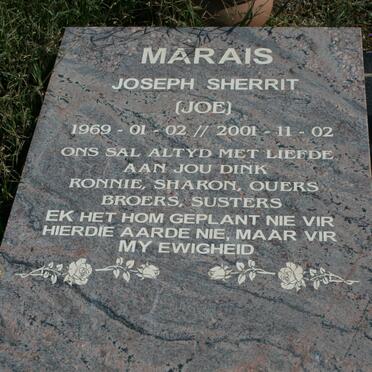 MARAIS
JOSEPH SHERRIT
(JOE)
1969 - 01 - 02 // 2001 - 11 - 02
ONS SAL ALTYD MET LIEFDE
AAN JOU DINK
RONNIE, SHARON, OUERS
BROERS, SUSTERS
EK HET HOM GEPLANT NIE VIR
HIERDIE AARDE NIE, MAAR VIR
MY EWIGHEID